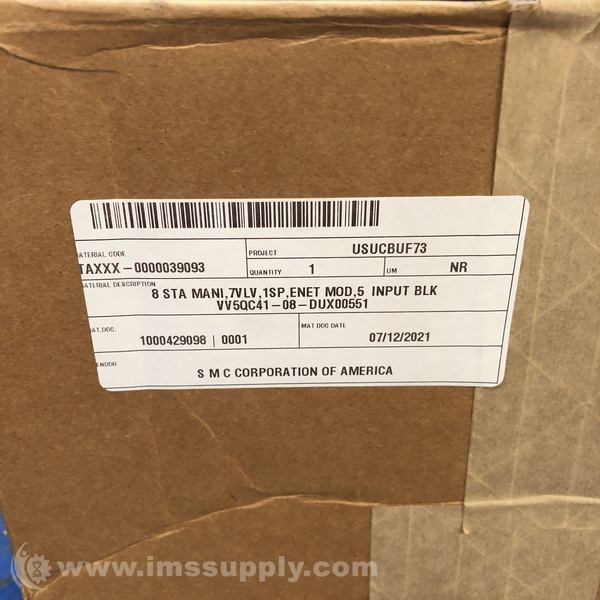 ATERIAL CODE
TAXXX-0000039093
PROJECT
USUCBUF73
QUANTITY 1
UM NR
ATERIAL DESCRIPTION
8 STA MANI,7VLV,1SP,ENET MOD,5 INPUT BLK
VV5QC41-08-DUX00551
AT.DOC.
1000429098 | 0001
MAT DOC DATE
07/12/2021
ENDOR
S M C CORPORATION OF AMERICA
www.imssupply.com